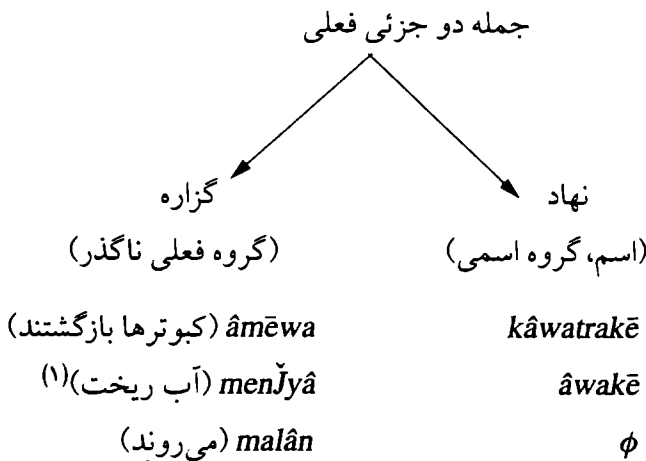 جمله دو جزئی فعلی
نهاد گزاره
(اسم، گروه اسمی) (گروه فعلی ناگذر)
kâwatrakē âmēwa (کبوترها بازگشتند)
âwakē menJ̌yâ (آب ریخت)(۱)
ϕ malân (می‌روند)